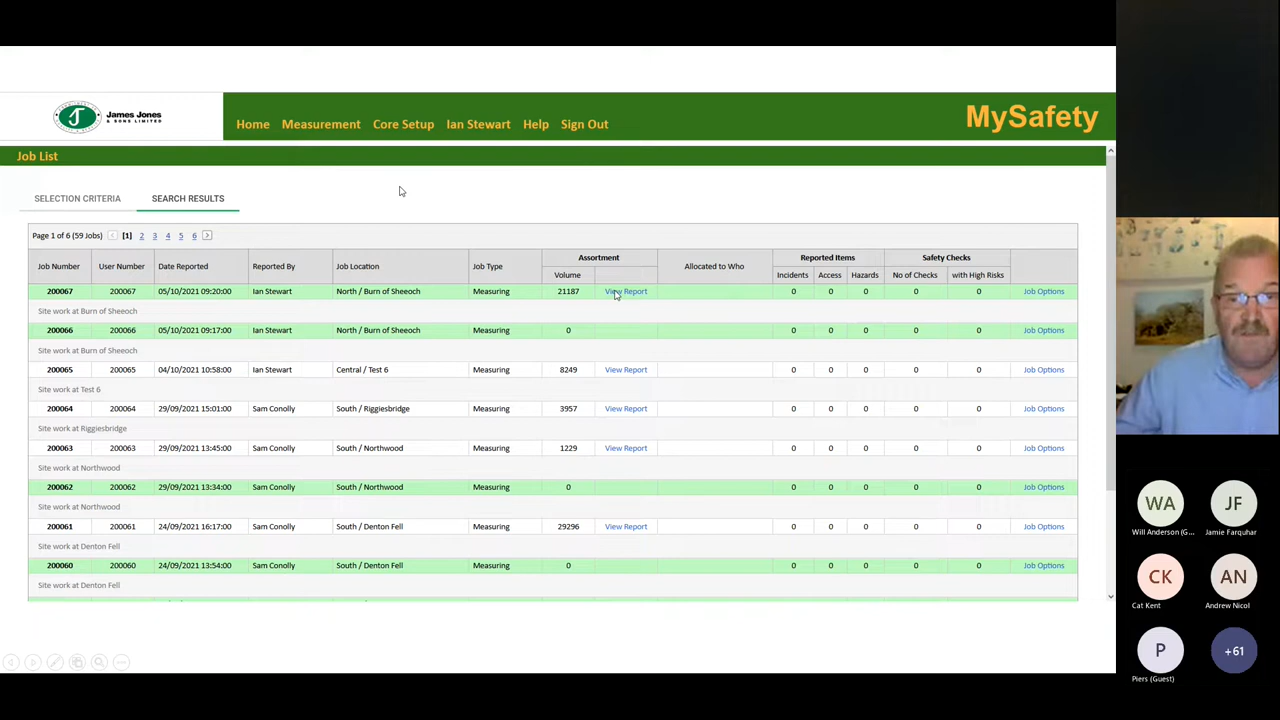 James Jones
& SONS LIMITED
Home Measurement Core Setup Ian Stewart Help Sign Out
MySafety
Job List
SELECTION CRITERIA SEARCH RESULTS
Page 1 of 6 (59 Jobs) < [1] 2 3 4 5 6 >
Job Number User Number Date Reported Reported By Job Location Job Type Assortment Allocated to Who Reported Items Safety Checks
Volume Incidents Access Hazards No of Checks with High Risks
200067 200067 05/10/2021 09:20:00 Ian Stewart North / Burn of Sheeoch Measuring 21187 View Report 0 0 0 0 0 Job Options
Site work at Burn of Sheeoch
200066 200066 05/10/2021 09:17:00 Ian Stewart North / Burn of Sheeoch Measuring 0 0 0 0 0 0 Job Options
Site work at Burn of Sheeoch
200065 200065 04/10/2021 10:58:00 Ian Stewart Central / Test 6 Measuring 8249 View Report 0 0 0 0 0 Job Options
Site work at Test 6
200064 200064 29/09/2021 15:01:00 Sam Conolly South / Riggiesbridge Measuring 3957 View Report 0 0 0 0 0 Job Options
Site work at Riggiesbridge
200063 200063 29/09/2021 13:45:00 Sam Conolly South / Northwood Measuring 1229 View Report 0 0 0 0 0 Job Options
Site work at Northwood
200062 200062 29/09/2021 13:34:00 Sam Conolly South / Northwood Measuring 0 0 0 0 0 0 Job Options
Site work at Northwood
200061 200061 24/09/2021 16:17:00 Sam Conolly South / Denton Fell Measuring 29296 View Report 0 0 0 0 0 Job Options
Site work at Denton Fell
200060 200060 24/09/2021 13:54:00 Sam Conolly South / Denton Fell Measuring 0 0 0 0 0 0 Job Options
Site work at Denton Fell
WA JF
Will Anderson (G... Jamie Farquhar
CK AN
Cat Kent Andrew Nicol
P +61
Piers (Guest)